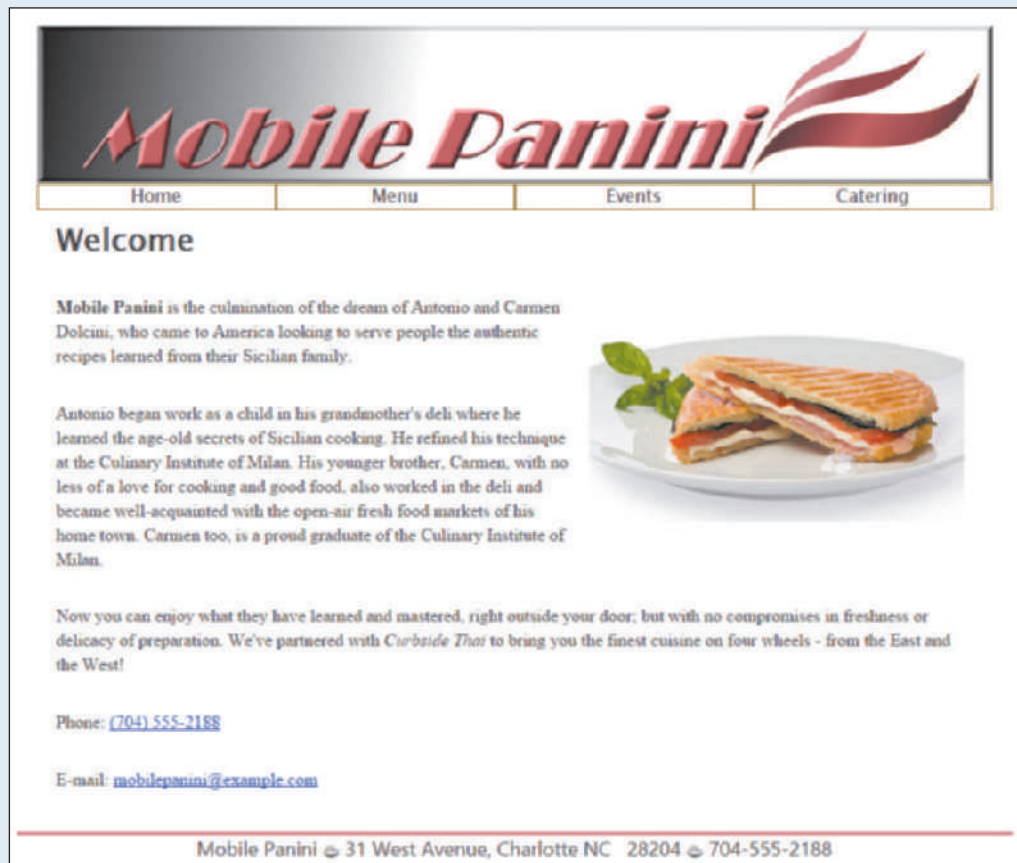 Mobile Panini
Home Menu Events Catering
Welcome
Mobile Panini is the culmination of the dream of Antonio and Carmen
Dolcini, who came to America looking to serve people the authentic
recipes learned from their Sicilian family.
Antonio began work as a child in his grandmother's deli where he
learned the age-old secrets of Sicilian cooking. He refined his technique
at the Culinary Institute of Milan. His younger brother, Carmen, with no
less of a love for cooking and good food, also worked in the deli and
became well-acquainted with the open-air fresh food markets of his
home town. Carmen too, is a proud graduate of the Culinary Institute of
Milan.
Now you can enjoy what they have learned and mastered, right outside your door; but with no compromises in freshness or
delicacy of preparation. We've partnered with Curbside Thai to bring you the finest cuisine on four wheels - from the East and
the West!
Phone: (704) 555-2188
E-mail: mobilepanini@example.com
Mobile Panini 31 West Avenue, Charlotte NC 28204 704-555-2188